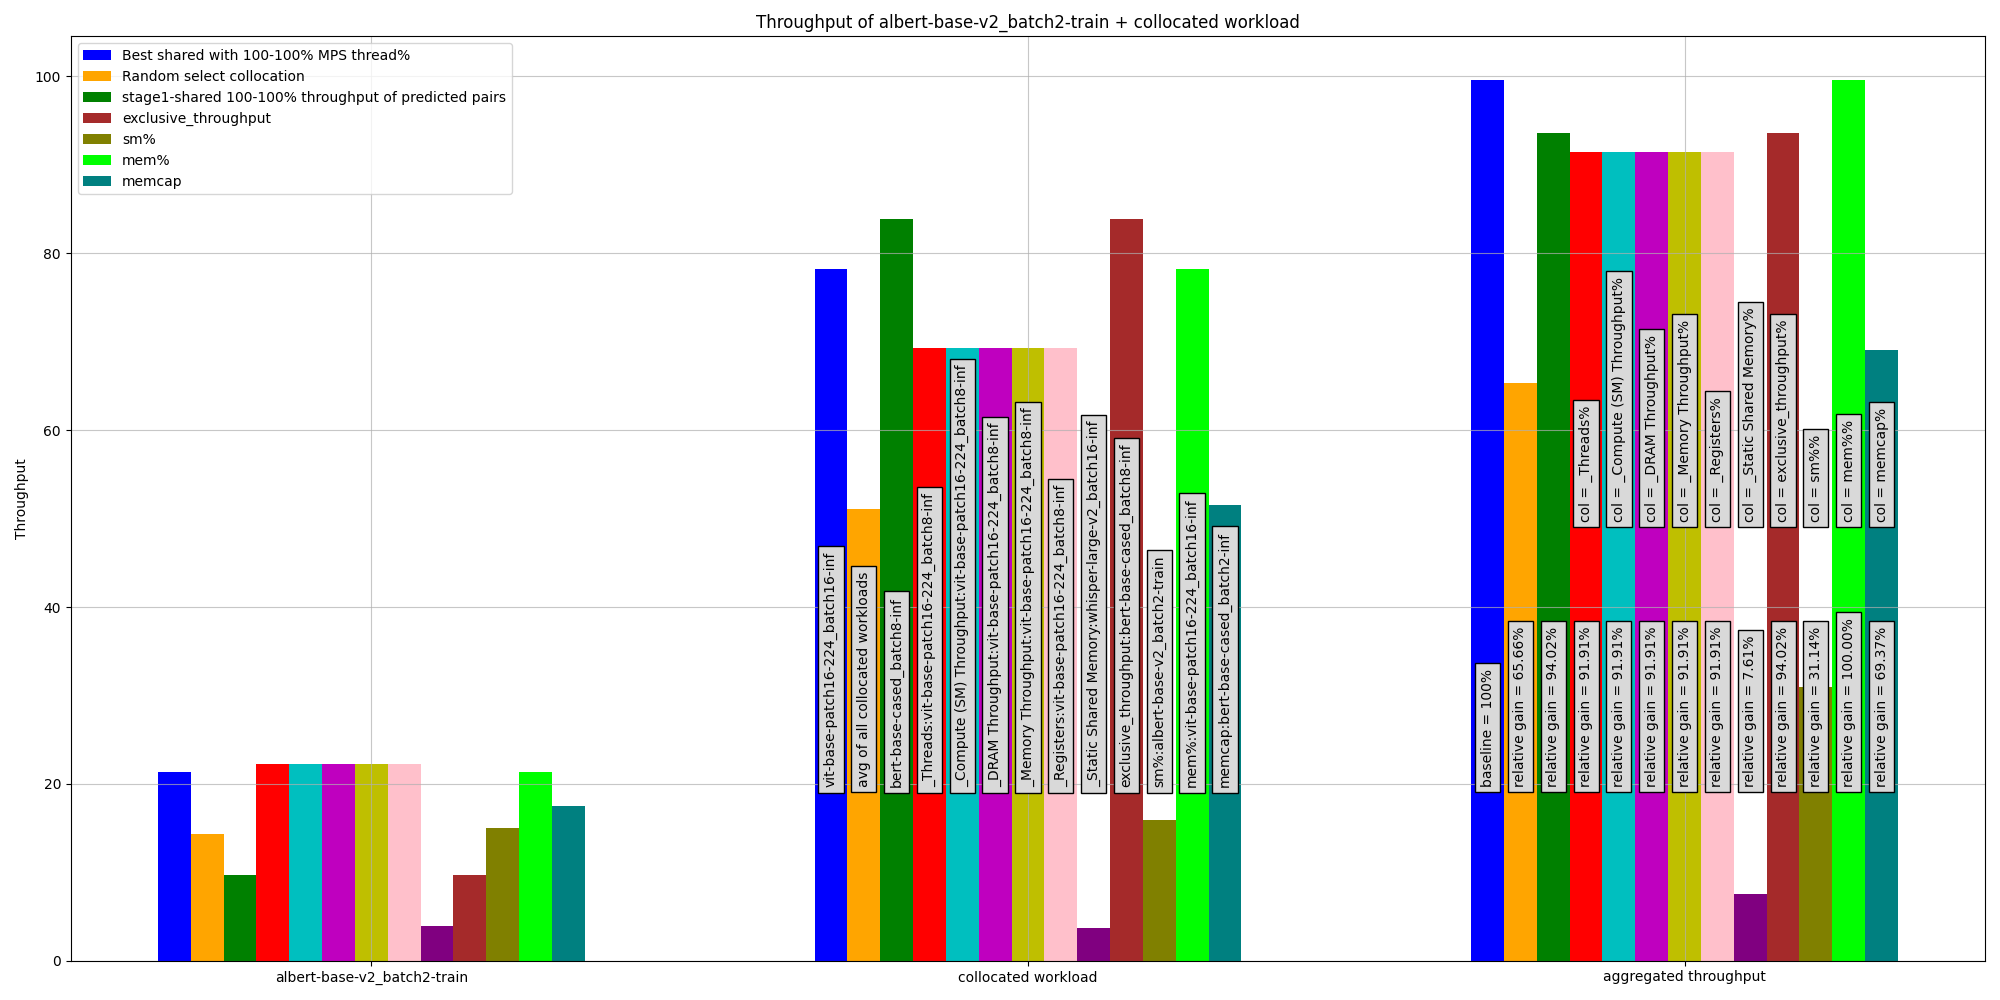 Throughput of albert-base-v2_batch2-train + collocated workload
Best shared with 100-100% MPS thread%
Random select collocation
stage1-shared 100-100% throughput of predicted pairs
exclusive_throughput
sm%
mem%
memcap
Throughput
100
80
60
40
20
0
vit-base-patch16-224_batch16-inf
avg of all collocated workloads
bert-base-cased_batch8-inf
_Threads:vit-base-patch16-224_batch8-inf
_Compute (SM) Throughput:vit-base-patch16-224_batch8-inf
_DRAM Throughput:vit-base-patch16-224_batch8-inf
_Memory Throughput:vit-base-patch16-224_batch8-inf
_Registers:vit-base-patch16-224_batch8-inf
_Static Shared Memory:whisper-large-v2_batch16-inf
exclusive_throughput:bert-base-cased_batch8-inf
sm%:albert-base-v2_batch2-train
mem%:vit-base-patch16-224_batch16-inf
memcap:bert-base-cased_batch2-inf
col = _Threads%
col = _Compute (SM) Throughput%
col = _DRAM Throughput%
col = _Memory Throughput%
col = _Registers%
col = _Static Shared Memory%
col = exclusive_throughput%
col = sm%%
col = mem%%
col = memcap%
baseline = 100%
relative gain = 65.66%
relative gain = 94.02%
relative gain = 91.91%
relative gain = 91.91%
relative gain = 91.91%
relative gain = 91.91%
relative gain = 91.91%
relative gain = 7.61%
relative gain = 94.02%
relative gain = 31.14%
relative gain = 100.00%
relative gain = 69.37%
albert-base-v2_batch2-train
collocated workload
aggregated throughput